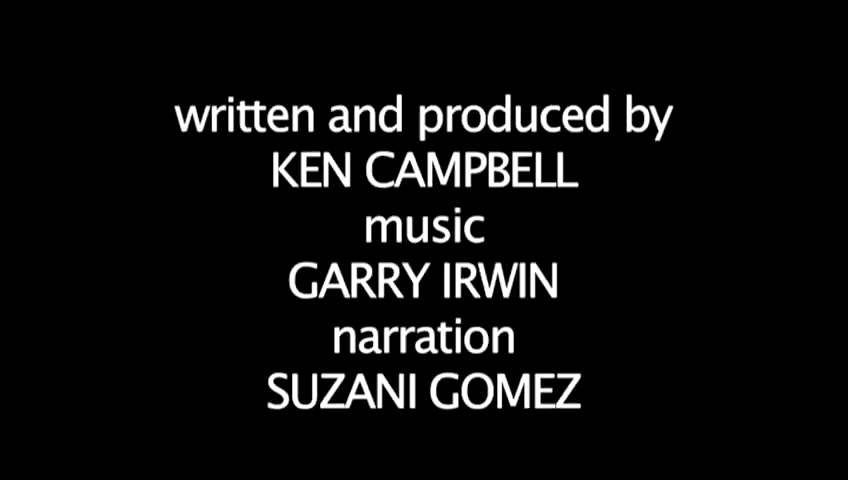 written and produced by
KEN CAMPBELL
music
GARRY IRWIN
narration
SUZANI GOMEZ